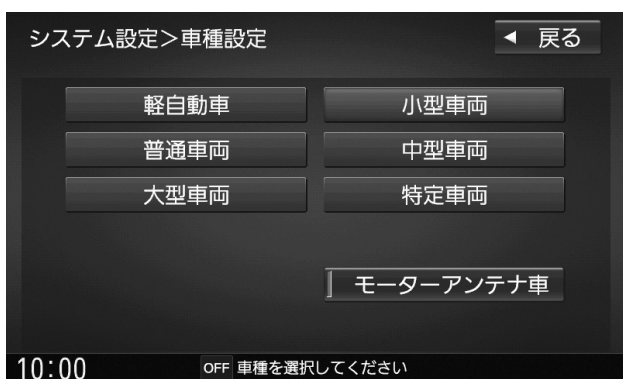 システム設定＞車種設定
◀ 戻る
軽自動車 小型車両
普通車両 中型車両
大型車両 特定車両
モーターアンテナ車
10:00 OFF 車種を選択してください